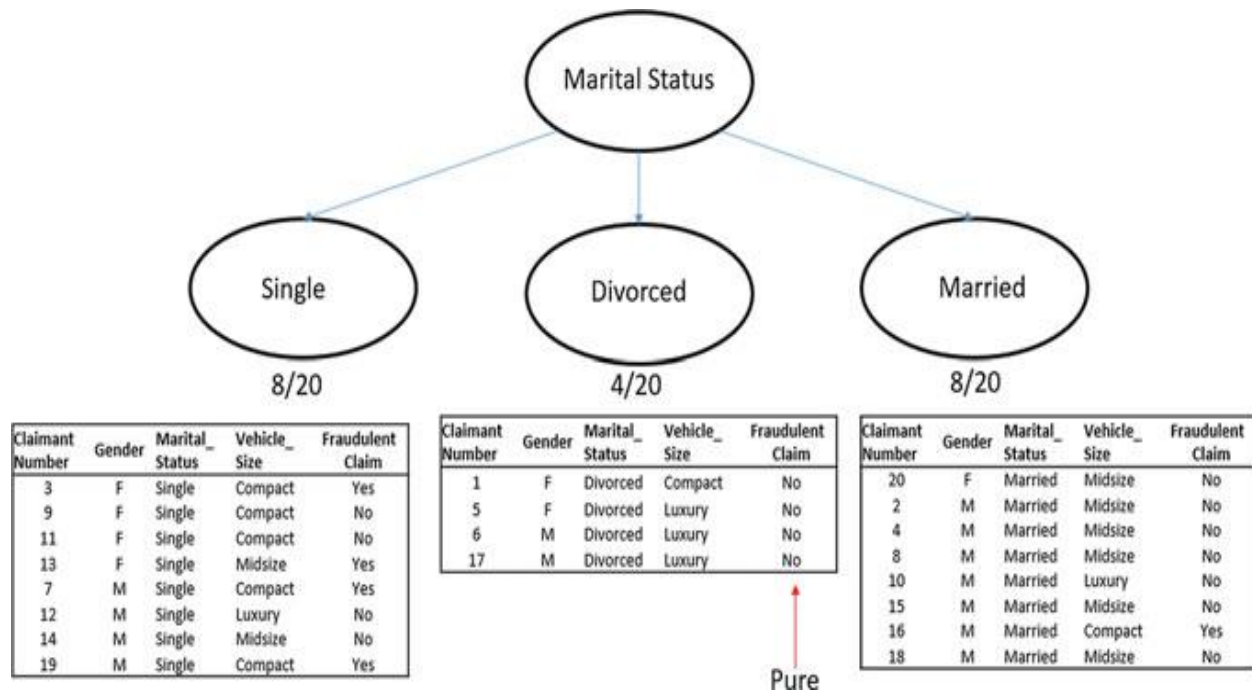 Marital Status
Single
Divorced
Married
8/20
4/20
8/20
Claimant Number Gender Marital_ Status Vehicle_ Size Fraudulent Claim
3 F Single Compact Yes
9 F Single Compact No
11 F Single Compact No
13 F Single Midsize Yes
7 M Single Compact Yes
12 M Single Luxury No
14 M Single Midsize No
19 M Single Compact Yes
Claimant Number Gender Marital_ Status Vehicle_ Size Fraudulent Claim
1 F Divorced Compact No
5 F Divorced Luxury No
6 M Divorced Luxury No
17 M Divorced Luxury No
Pure
Claimant Number Gender Marital_ Status Vehicle_ Size Fraudulent Claim
20 F Married Midsize No
2 M Married Midsize No
4 M Married Midsize No
8 M Married Midsize No
10 M Married Luxury No
15 M Married Midsize No
16 M Married Compact Yes
18 M Married Midsize No